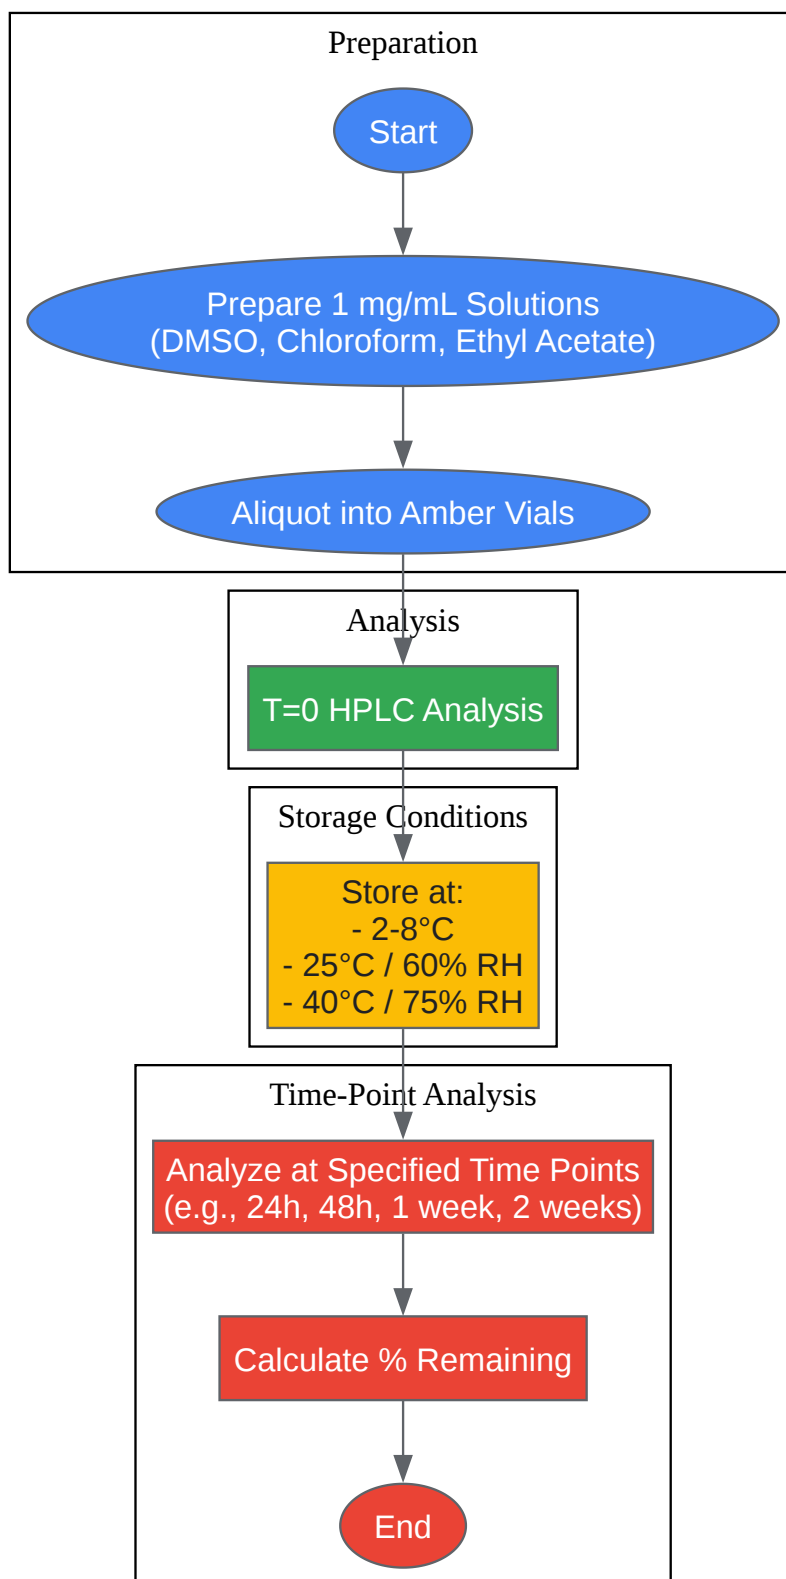 Preparation
Start
Prepare 1 mg/mL Solutions
(DMSO, Chloroform, Ethyl Acetate)
Aliquot into Amber Vials
Analysis
T=0 HPLC Analysis
Storage Conditions
Store at:
- 2-8°C
- 25°C / 60% RH
- 40°C / 75% RH
Time-Point Analysis
Analyze at Specified Time Points
(e.g., 24h, 48h, 1 week, 2 weeks)
Calculate % Remaining
End